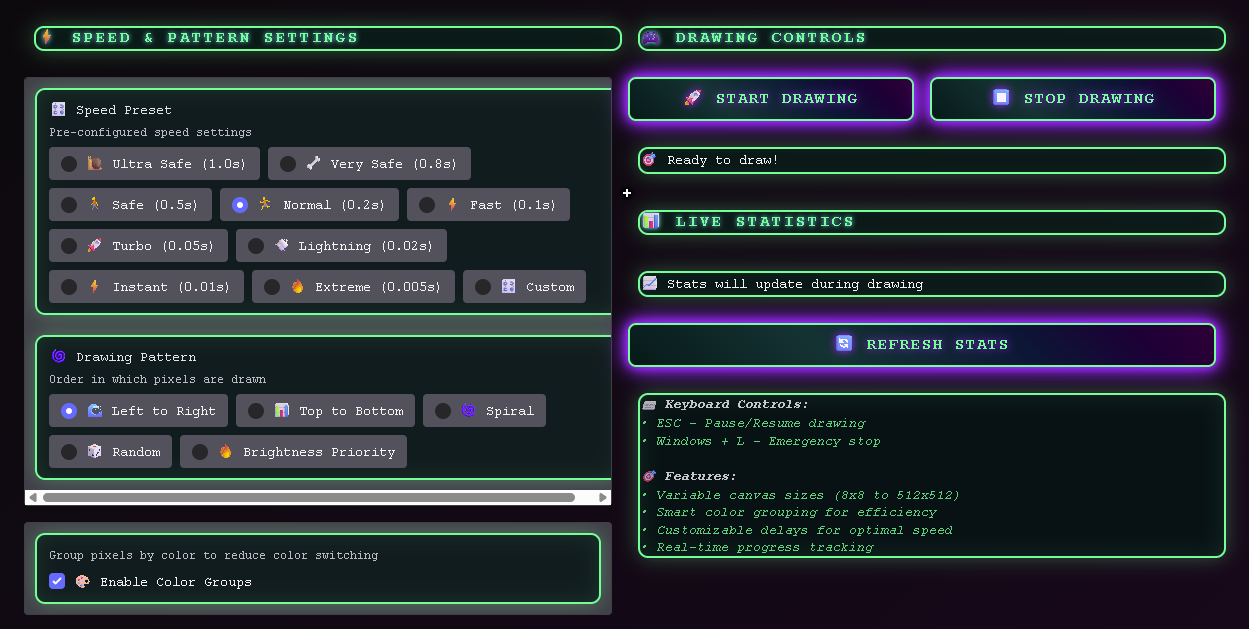 SPEED & PATTERN SETTINGS
Speed Preset
Pre-configured speed settings
Ultra Safe (1.0s)
Very Safe (0.8s)
Safe (0.5s)
Normal (0.2s)
Fast (0.1s)
Turbo (0.05s)
Lightning (0.02s)
Instant (0.01s)
Extreme (0.005s)
Custom
Drawing Pattern
Order in which pixels are drawn
Left to Right
Top to Bottom
Spiral
Random
Brightness Priority
Group pixels by color to reduce color switching
Enable Color Groups
DRAWING CONTROLS
START DRAWING
STOP DRAWING
Ready to draw!
LIVE STATISTICS
Stats will update during drawing
REFRESH STATS
Keyboard Controls:
• ESC - Pause/Resume drawing
• Windows + L - Emergency stop
Features:
• Variable canvas sizes (8x8 to 512x512)
• Smart color grouping for efficiency
• Customizable delays for optimal speed
• Real-time progress tracking